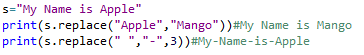 s="My Name is Apple"
print(s.replace("Apple","Mango"))#My Name is Mango
print(s.replace(" ","-",3))#My-Name-is-Apple